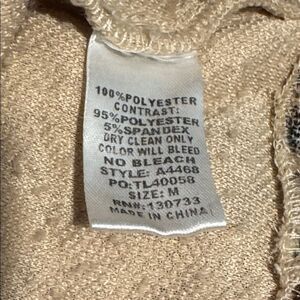 100%POLYESTER
CONTRAST:
95%POLYESTER
5%SPANDEX
DRY CLEAN ONLY
COLOR WILL BLEED
NO BLEACH
STYLE: A4468
PO:TL40058
SIZE: M
RN#:130733
MADE IN CHINA